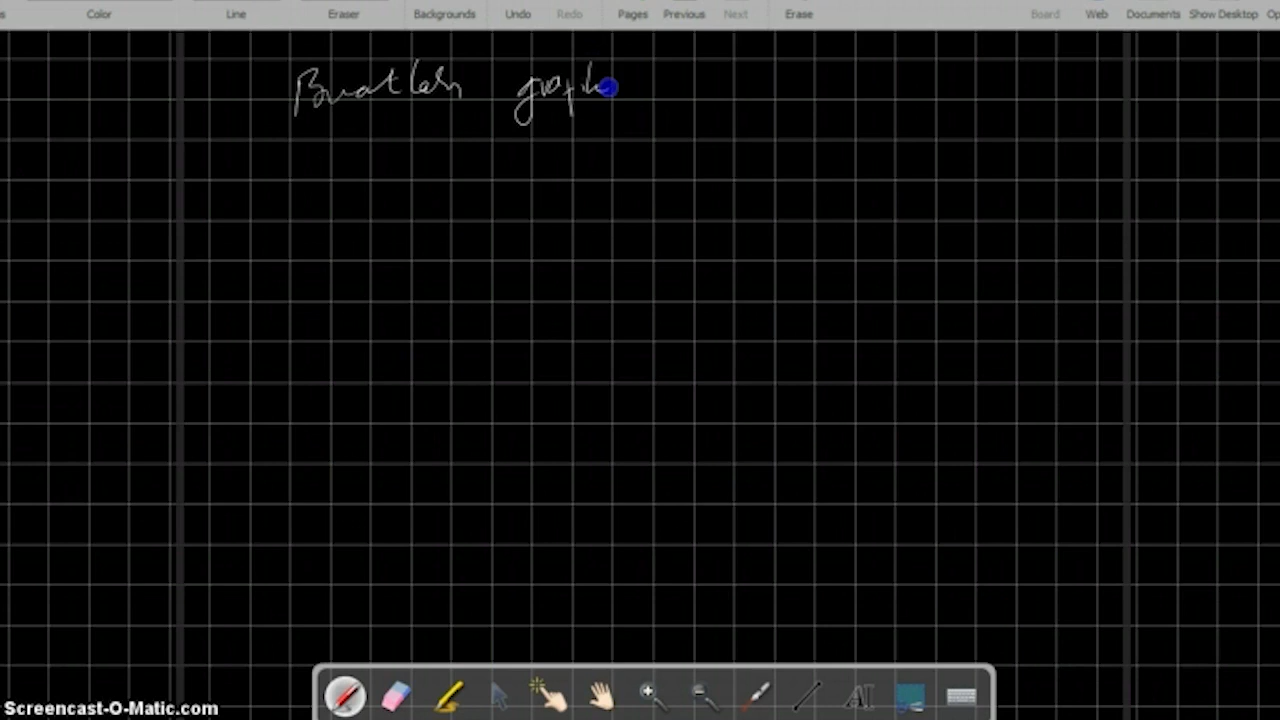 Color Line Eraser Backgrounds Undo Redo Pages Previous Next Erase Board Web Documents Show Desktop
graph
AI
Screencast-O-Matic.com